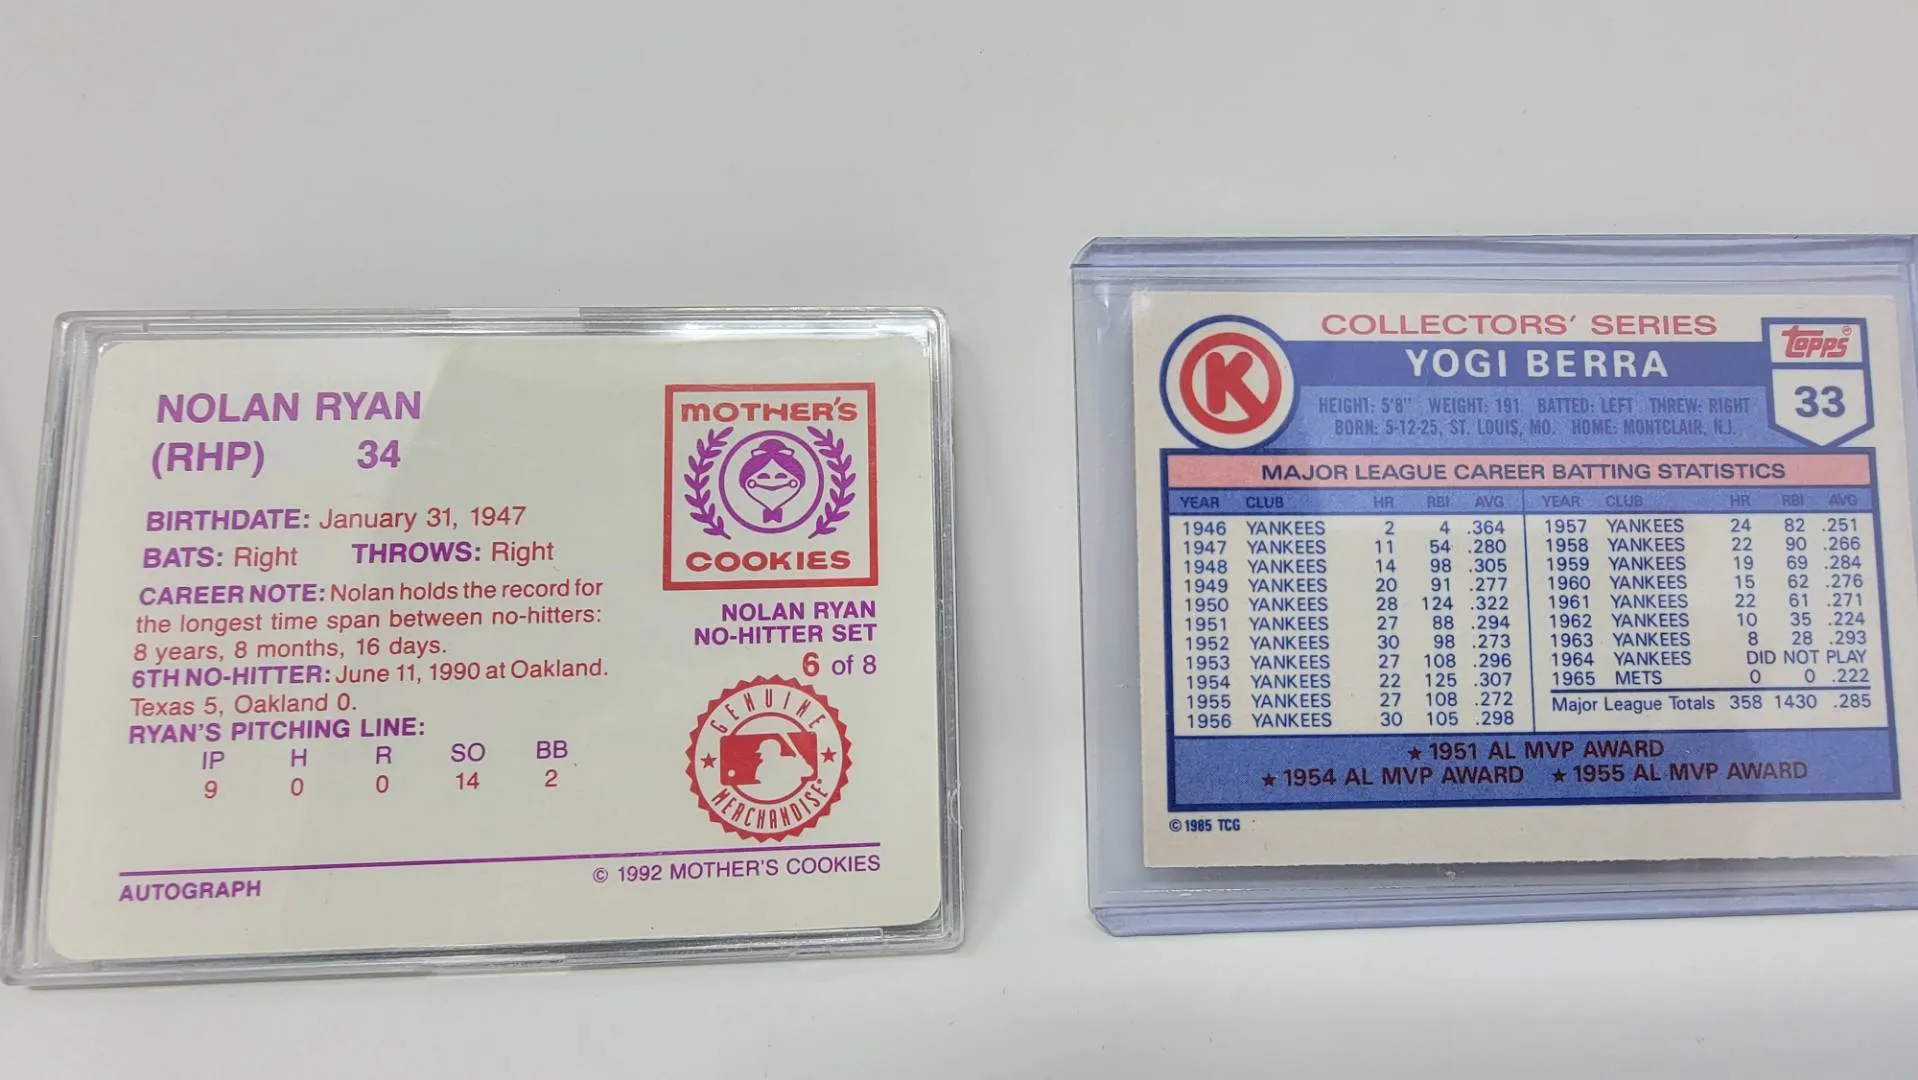 NOLAN RYAN
(RHP) 34
BIRTHDATE: January 31, 1947
BATS: Right THROWS: Right
CAREER NOTE: Nolan holds the record for
the longest time span between no-hitters:
8 years, 8 months, 16 days.
6TH NO-HITTER: June 11, 1990 at Oakland.
Texas 5, Oakland 0.
RYAN'S PITCHING LINE:
IP H R SO BB
9 0 0 14 2
AUTOGRAPH
MOTHER'S
COOKIES
NOLAN RYAN
NO-HITTER SET
6 of 8
GENUINE
MERCHANDISE
© 1992 MOTHER'S COOKIES
K
COLLECTORS' SERIES
YOGI BERRA
Topps
33
HEIGHT: 5'8" WEIGHT: 191 BATTED: LEFT THREW: RIGHT
BORN: 5-12-25, ST. LOUIS, MO. HOME: MONTCLAIR, N.J.
MAJOR LEAGUE CAREER BATTING STATISTICS
YEAR CLUB HR RBI AVG
1946 YANKEES 2 4 .364
1947 YANKEES 11 54 .280
1948 YANKEES 14 98 .305
1949 YANKEES 20 91 .277
1950 YANKEES 28 124 .322
1951 YANKEES 27 88 .294
1952 YANKEES 30 98 .273
1953 YANKEES 27 108 .296
1954 YANKEES 22 125 .307
1955 YANKEES 27 108 .272
1956 YANKEES 30 105 .298
YEAR CLUB HR RBI AVG
1957 YANKEES 24 82 .251
1958 YANKEES 22 90 .266
1959 YANKEES 19 69 .284
1960 YANKEES 15 62 .276
1961 YANKEES 22 61 .271
1962 YANKEES 10 35 .224
1963 YANKEES 8 28 .293
1964 YANKEES DID NOT PLAY
1965 METS 0 0 .222
Major League Totals 358 1430 .285
★ 1951 AL MVP AWARD
★ 1954 AL MVP AWARD ★ 1955 AL MVP AWARD
© 1985 TCG